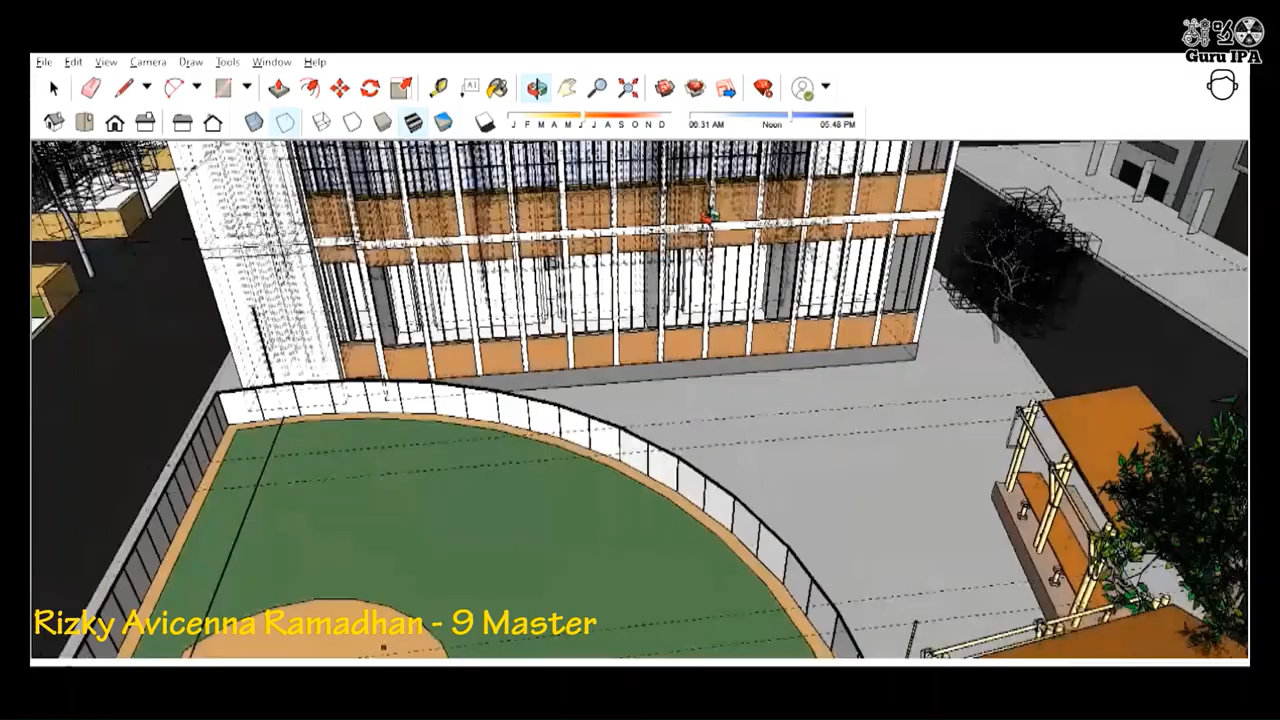 Guru IPA
File Edit View Camera Draw Tools Window Help
A1
J F M A M J J A S O N D 06.31 AM Noon 05.48 PM
Rizky Avicenna Ramadhan - 9 Master